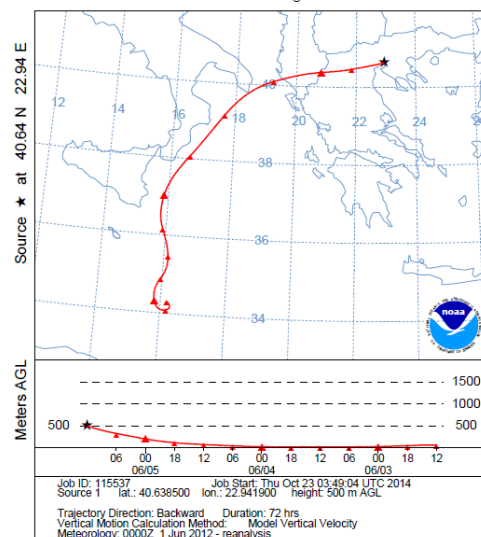 Source ★ at 40.64 N 22.94 E
12
14
16
18
20
22
24
26
40
38
36
34
noaa
Meters AGL
500
1500
1000
500
06 00 18 12 06 00 18 12 06 00 18 12
06/05 06/04 06/03
Job ID: 115537 Job Start: Thu Oct 23 03:49:04 UTC 2014
Source 1 lat.: 40.638500 lon.: 22.941900 height: 500 m AGL
Trajectory Direction: Backward Duration: 72 hrs
Vertical Motion Calculation Method: Model Vertical Velocity
Meteorology: 0000Z 1 Jun 2012 - reanalysis